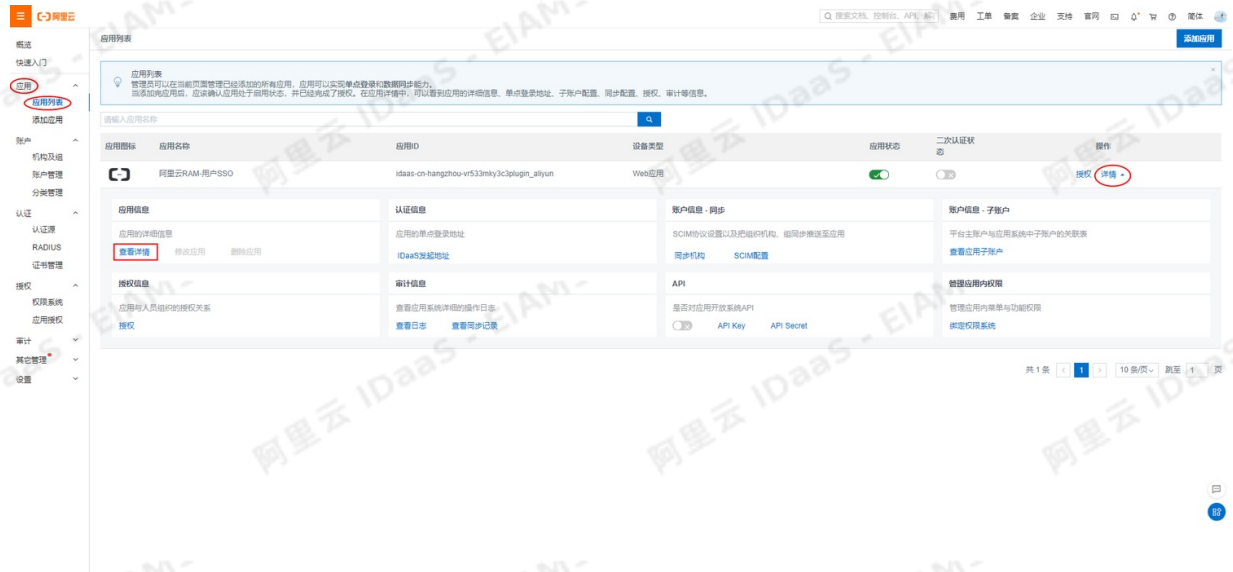 阿里云
搜索文档、控制台、API、解 费用 工单 备案 企业 支持 官网 简体
概览
快速入门
应用
应用列表
添加应用
账户
机构及组
账户管理
分类管理
认证
认证源
RADIUS
证书管理
授权
权限系统
应用授权
审计
其它管理
设置
应用列表 添加应用
应用列表
管理员可以在当前页面管理已经添加的所有应用，应用可以实现单点登录和数据同步能力。
当添加完应用后，应该确认应用处于启用状态，并已经完成了授权。在应用详情中，可以看到应用的详细信息、单点登录地址、子账户配置、同步配置、授权、审计等信息。
请输入应用名称
应用图标 应用名称 应用ID 设备类型 应用状态 二次认证状
态 操作
阿里云RAM-用户SSO idaas-cn-hangzhou-vr533mky3c3plugin_aliyun Web应用 授权 详情
应用信息 认证信息 账户信息 - 同步 账户信息 - 子账户
应用的详细信息 应用的单点登录地址 SCIM协议设置以及把组织机构、组同步推送至应用 平台主账户与应用系统中子账户的关联表
查看详情 修改应用 删除应用 IDaaS发起地址 同步机构 SCIM配置 查看应用子账户
授权信息 审计信息 API 管理应用内权限
应用与人员组织的授权关系 查看应用系统详细的操作日志 是否对应用开放系统API 管理应用内菜单与功能权限
授权 查看日志 查看同步记录 API Key API Secret 绑定权限系统
共 1 条 1 10 条/页 跳至 1 页
阿里云 IDaaS - EIAM -